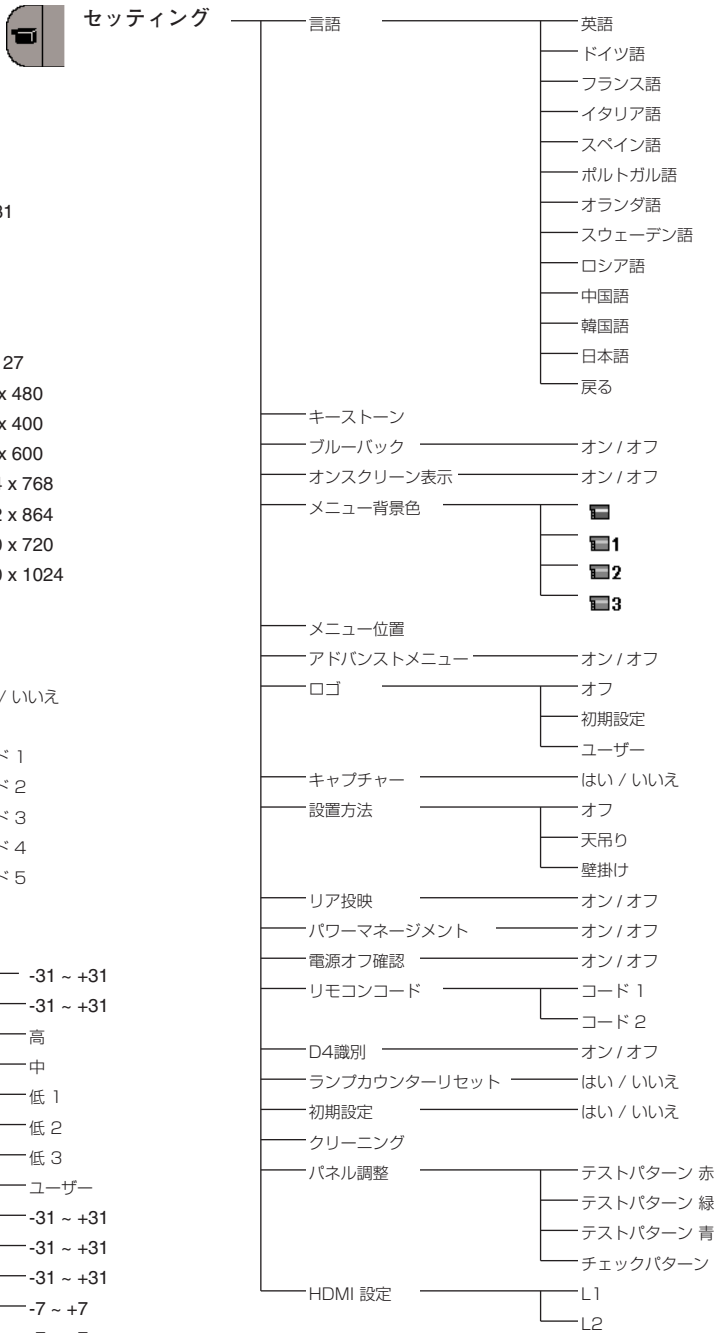 セッティング
言語
英語
ドイツ語
フランス語
イタリア語
スペイン語
ポルトガル語
オランダ語
スウェーデン語
ロシア語
中国語
韓国語
日本語
戻る
キーストーン
ブルーバック
オン / オフ
オンスクリーン表示
オン / オフ
メニュー背景色
1
2
3
メニュー位置
アドバンストメニュー
オン / オフ
ロゴ
オフ
初期設定
ユーザー
キャプチャー
はい / いいえ
設置方法
オフ
天吊り
壁掛け
リア投映
オン / オフ
パワーマネージメント
オン / オフ
電源オフ確認
オン / オフ
リモコンコード
コード 1
コード 2
D4識別
オン / オフ
ランプカウンターリセット
はい / いいえ
初期設定
はい / いいえ
クリーニング
パネル調整
テストパターン 赤
テストパターン 緑
テストパターン 青
チェックパターン
HDMI 設定
L1
L2
31
27
x 480
x 400
x 600
x 768
x 864
x 720
x 1024
/ いいえ
ド 1
ド 2
ド 3
ド 4
ド 5
-31 ~ +31
-31 ~ +31
高
中
低 1
低 2
低 3
ユーザー
-31 ~ +31
-31 ~ +31
-31 ~ +31
-7 ~ +7